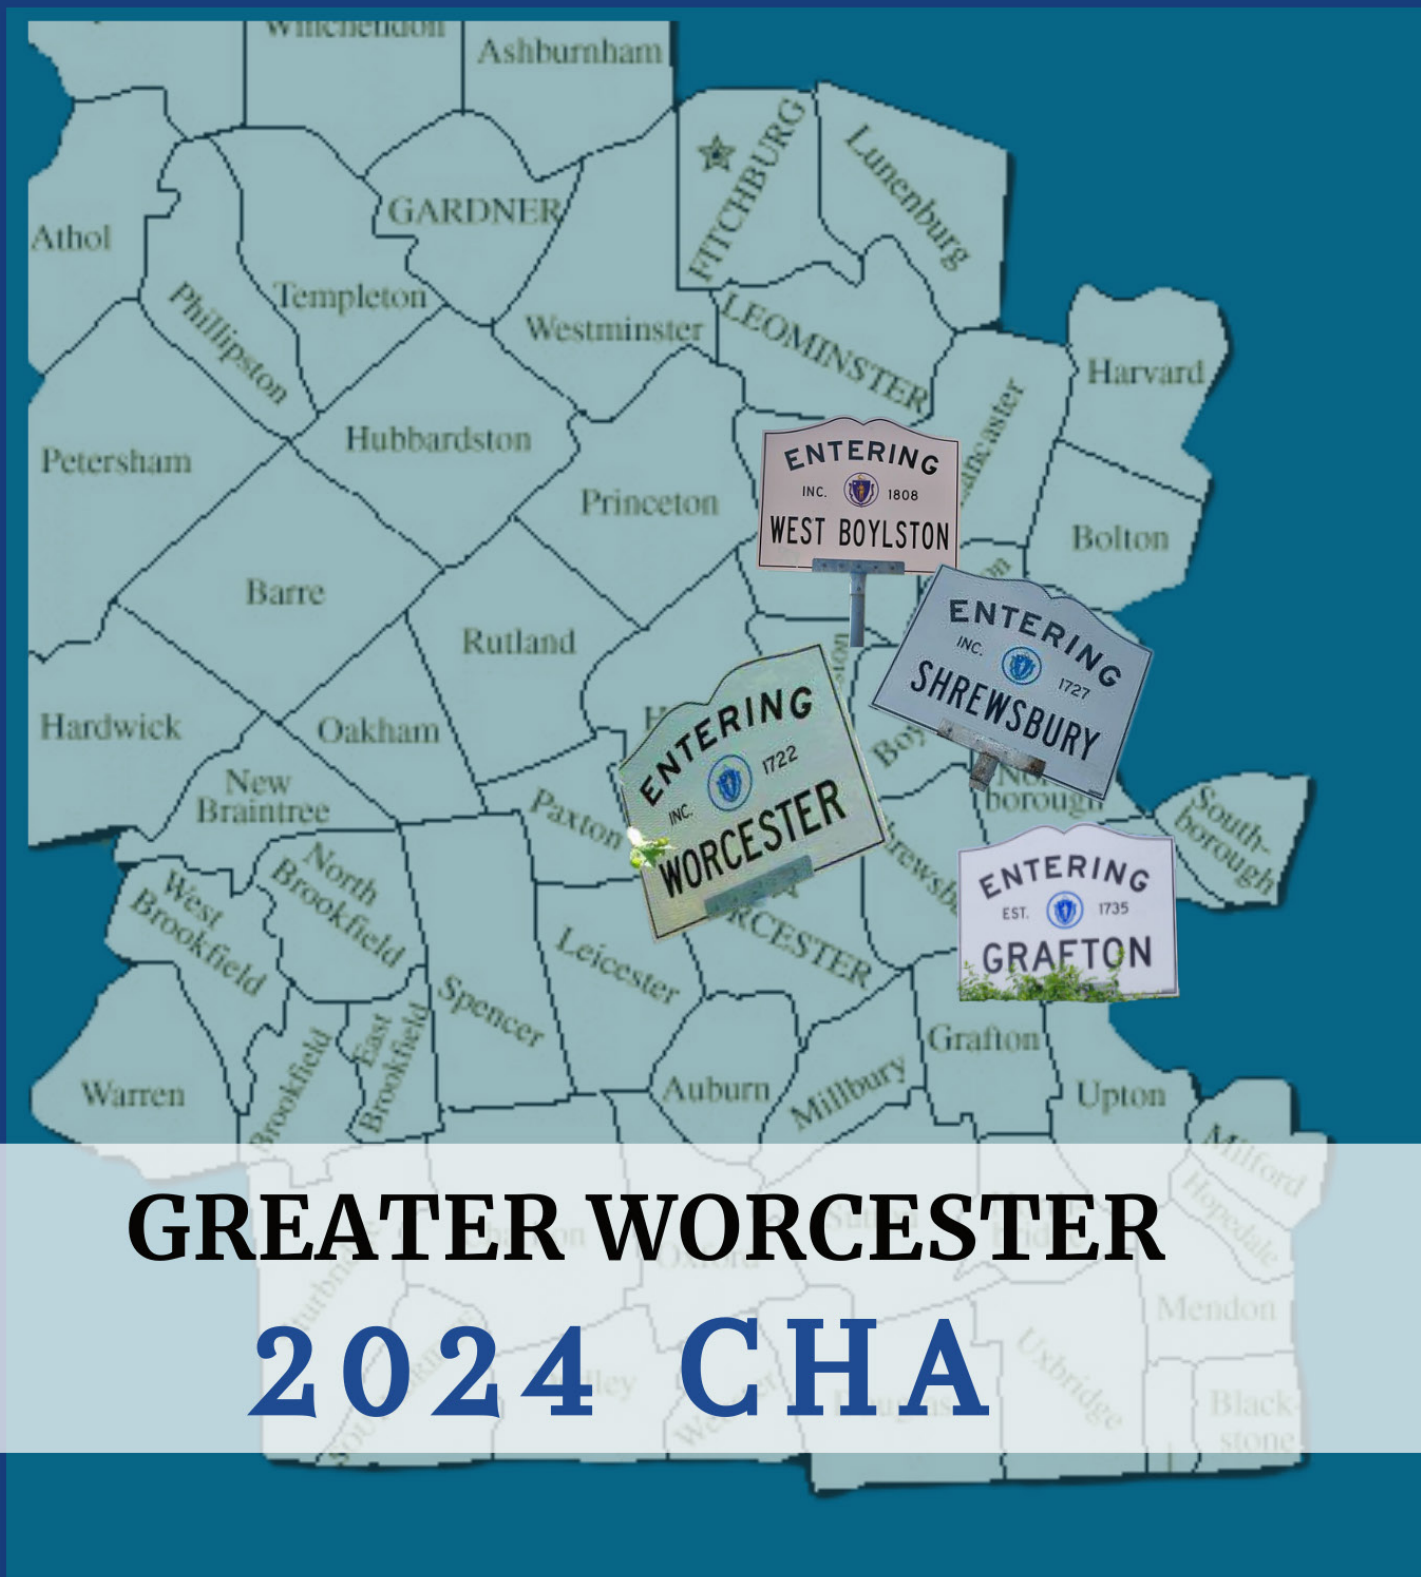 Winchendon
Ashburnham
FITCHBURG
Lunenburg
Athol
GARDNER
Phillipston
Templeton
Westminster
LEOMINSTER
Harvard
Petersham
Hubbardston
Princeton
Bolton
Barre
Rutland
ENTERING
INC. 1808
WEST BOYLSTON
ENTERING
INC. 1727
SHREWSBURY
ENTERING
INC. 1722
WORCESTER
ENTERING
EST. 1735
GRAFTON
Hardwick
Oakham
New
Braintree
Paxton
South-
borough
North
Brookfield
West
Brookfield
Spencer
Leicester
Warren
Brookfield
East
Brookfield
Auburn
Millbury
Grafton
Upton
Milford
Hopedale
GREATER WORCESTER
Oxford
Mendon
2024 CHA
Uxbridge
Douglas
Black-
stone